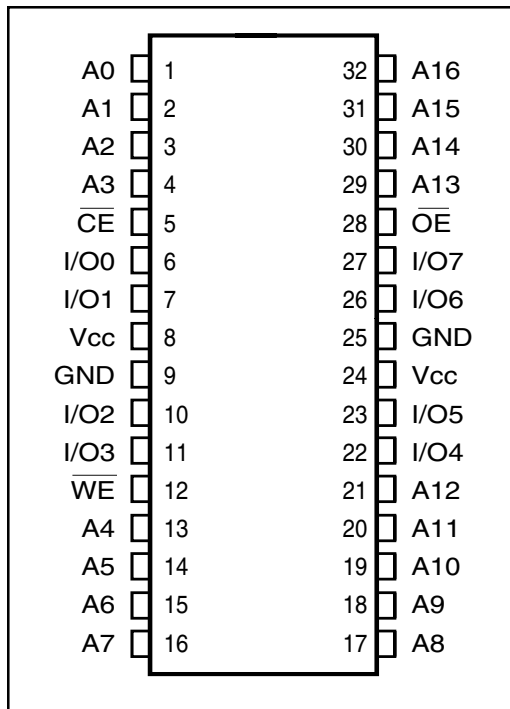 A0 1 32 A16
A1 2 31 A15
A2 3 30 A14
A3 4 29 A13
C̅E̅ 5 28 O̅E̅
I/O0 6 27 I/O7
I/O1 7 26 I/O6
Vcc 8 25 GND
GND 9 24 Vcc
I/O2 10 23 I/O5
I/O3 11 22 I/O4
W̅E̅ 12 21 A12
A4 13 20 A11
A5 14 19 A10
A6 15 18 A9
A7 16 17 A8